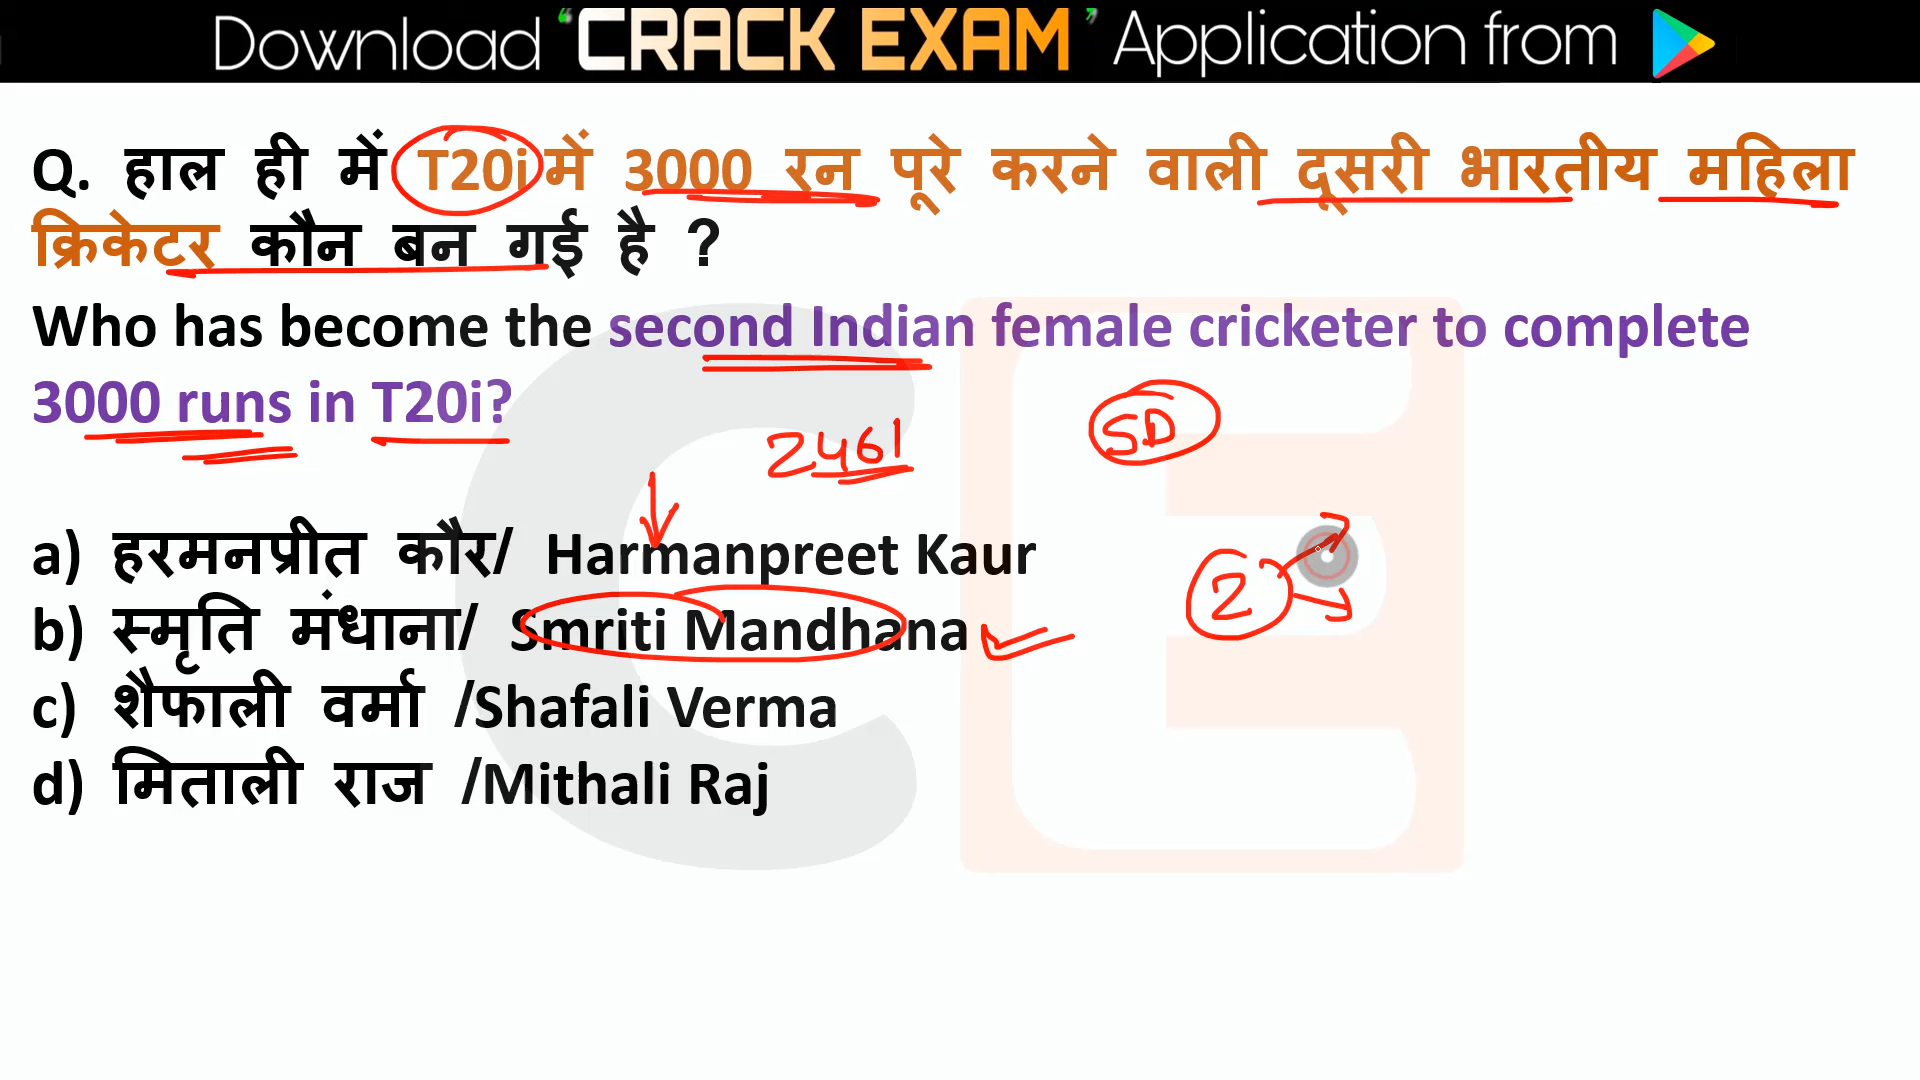 Download ‘CRACK EXAM’ Application from
Q. हाल ही में T20i में 3000 रन पूरे करने वाली दूसरी भारतीय महिला
क्रिकेटर कौन बन गई है ?
Who has become the second Indian female cricketer to complete
3000 runs in T20i?
2461
SD
a) हरमनप्रीत कौर/ Harmanpreet Kaur
2
b) स्मृति मंधाना/ Smriti Mandhana
c) शैफाली वर्मा /Shafali Verma
d) मिताली राज /Mithali Raj